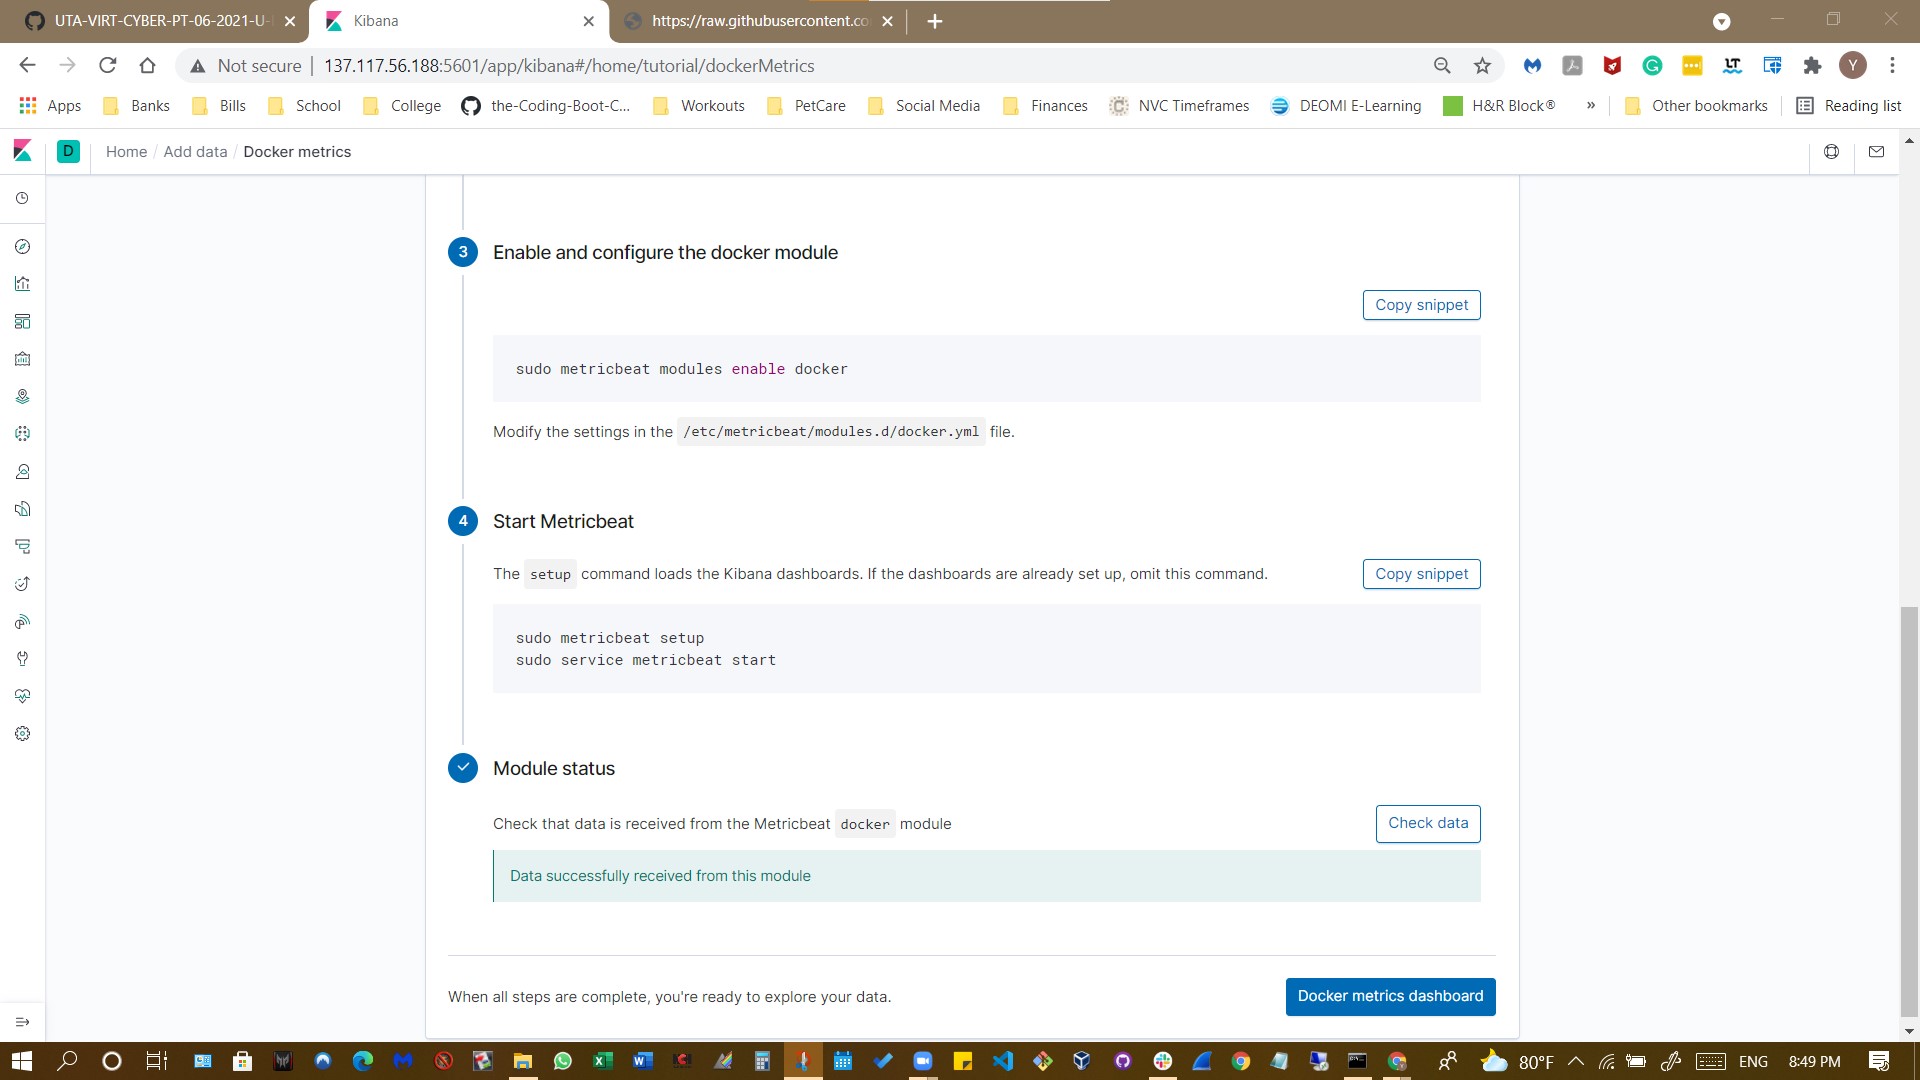 UTA-VIRT-CYBER-PT-06-2021-U-
Kibana
https://raw.githubusercontent.co
Not secure
137.117.56.188:5601/app/kibana#/home/tutorial/dockerMetrics
Y
Apps
Banks
Bills
School
College
the-Coding-Boot-C...
Workouts
PetCare
Social Media
Finances
NVC Timeframes
DEOMI E-Learning
H&R Block®
»
Other bookmarks
Reading list
D
Home / Add data / Docker metrics
3
Enable and configure the docker module
Copy snippet
sudo metricbeat modules enable docker
Modify the settings in the /etc/metricbeat/modules.d/docker.yml file.
4
Start Metricbeat
The setup command loads the Kibana dashboards. If the dashboards are already set up, omit this command.
Copy snippet
sudo metricbeat setup
sudo service metricbeat start
Module status
Check that data is received from the Metricbeat docker module
Check data
Data successfully received from this module
When all steps are complete, you're ready to explore your data.
Docker metrics dashboard
80°F
ENG
8:49 PM